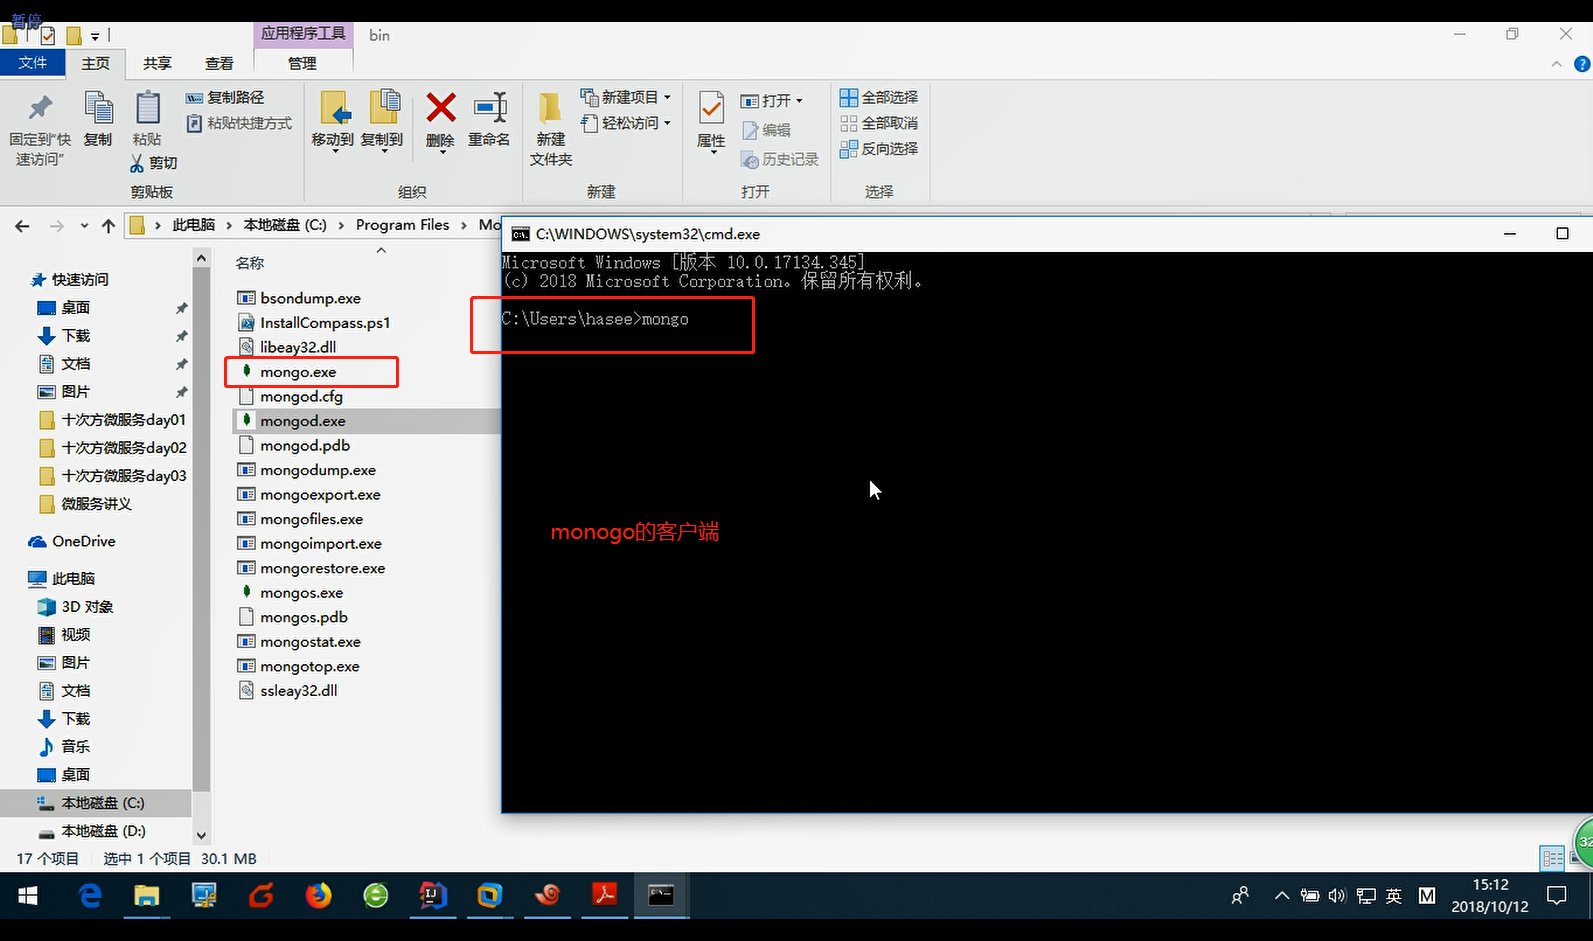 暂停
应用程序工具
bin
文件
主页
共享
查看
管理
固定到"快
速访问"
复制
粘贴
复制路径
粘贴快捷方式
剪切
剪贴板
移动到
复制到
删除
重命名
组织
新建
文件夹
新建项目
轻松访问
新建
属性
打开
编辑
历史记录
打开
全部选择
全部取消
反向选择
选择
此电脑
本地磁盘 (C:)
Program Files
Mo
C:\WINDOWS\system32\cmd.exe
Microsoft Windows [版本 10.0.17134.345]
(c) 2018 Microsoft Corporation。保留所有权利。
C:\Users\hasee>mongo
monogo的客户端
快速访问
桌面
下载
文档
图片
十次方微服务day01
十次方微服务day02
十次方微服务day03
微服务讲义
OneDrive
此电脑
3D 对象
视频
图片
文档
下载
音乐
桌面
本地磁盘 (C:)
本地磁盘 (D:)
名称
bsondump.exe
InstallCompass.ps1
libeay32.dll
mongo.exe
mongod.cfg
mongod.exe
mongod.pdb
mongodump.exe
mongoexport.exe
mongofiles.exe
mongoimport.exe
mongorestore.exe
mongos.exe
mongos.pdb
mongostat.exe
mongotop.exe
ssleay32.dll
17 个项目
选中 1 个项目 30.1 MB
32
英
M
15:12
2018/10/12